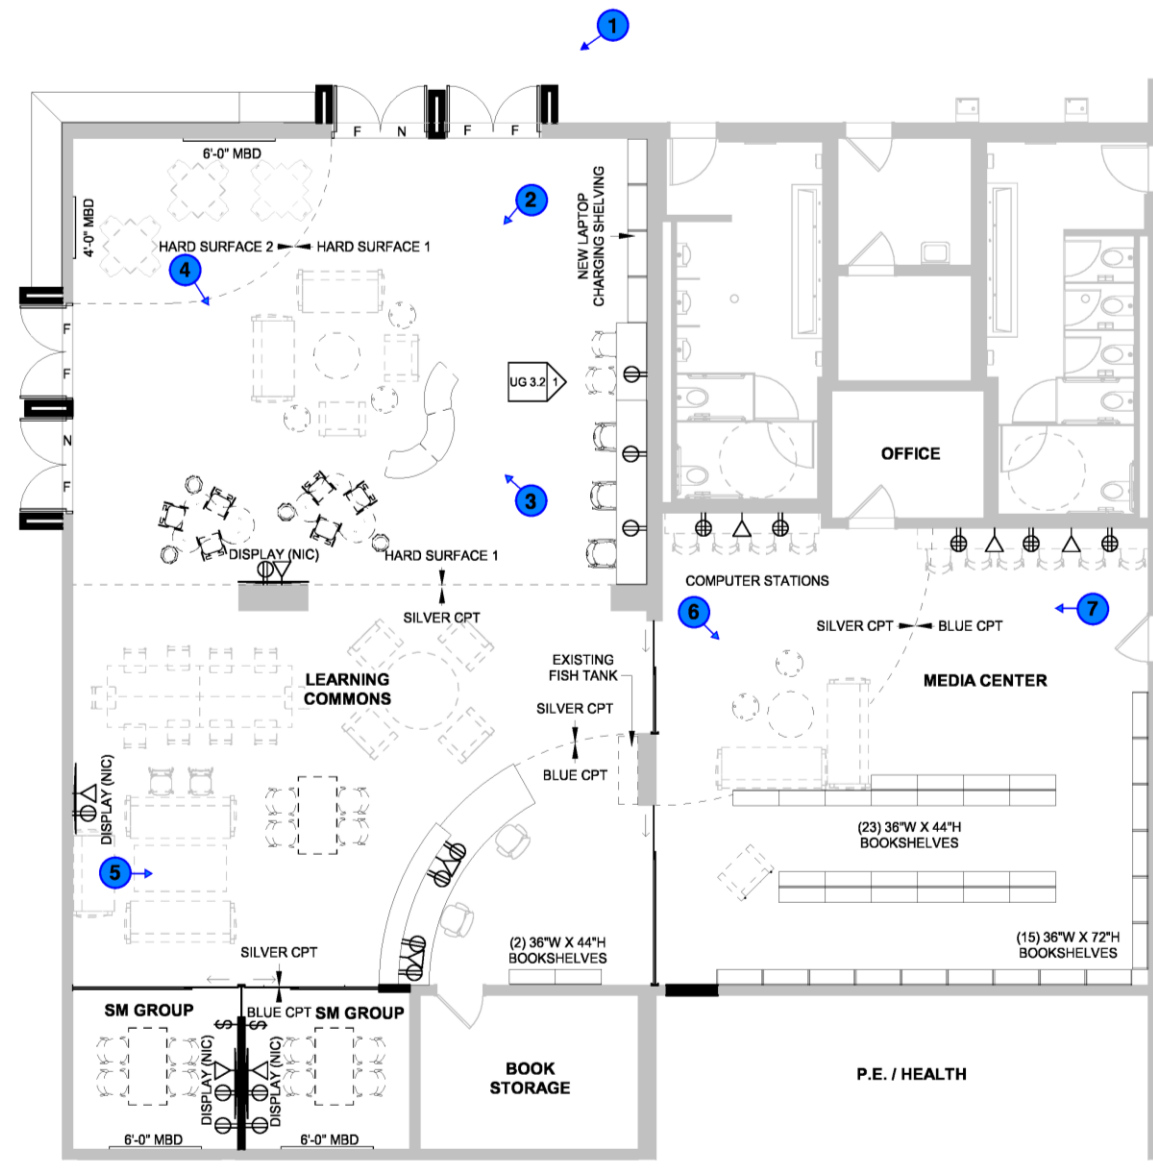 1
F
N
F
F
6'-0" MBD
4'-0" MBD
2
HARD SURFACE 2
HARD SURFACE 1
NEW LAPTOP
CHARGING SHELVING
4
F
F
N
F
UG 3.2
1
OFFICE
3
DISPLAY (NIC)
HARD SURFACE 1
SILVER CPT
COMPUTER STATIONS
6
7
SILVER CPT
BLUE CPT
LEARNING
COMMONS
EXISTING
FISH TANK
MEDIA CENTER
SILVER CPT
BLUE CPT
DISPLAY (NIC)
(23) 36"W X 44"H
BOOKSHELVES
5
(2) 36"W X 44"H
BOOKSHELVES
(15) 36"W X 72"H
BOOKSHELVES
SILVER CPT
BLUE CPT
SM GROUP
SM GROUP
$
$
DISPLAY (NIC)
DISPLAY (NIC)
BOOK
STORAGE
P.E. / HEALTH
6'-0" MBD
6'-0" MBD